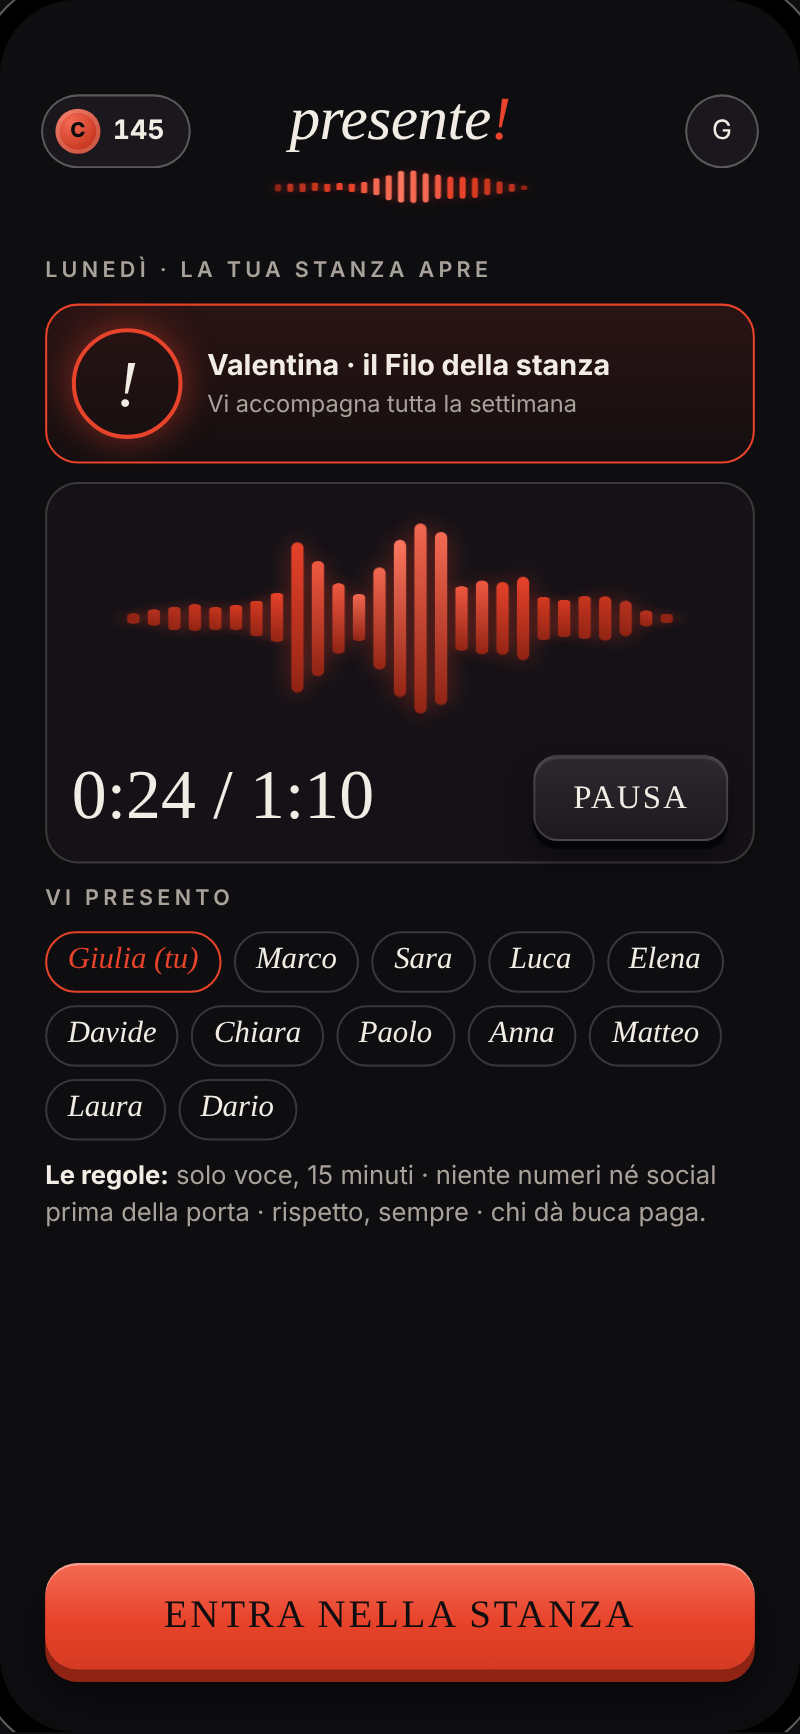 C 145
presente!
G
LUNEDÌ · LA TUA STANZA APRE
!
Valentina · il Filo della stanza
Vi accompagna tutta la settimana
0:24 / 1:10
PAUSA
VI PRESENTO
Giulia (tu) Marco Sara Luca Elena
Davide Chiara Paolo Anna Matteo
Laura Dario
Le regole: solo voce, 15 minuti · niente numeri né social
prima della porta · rispetto, sempre · chi dà buca paga.
ENTRA NELLA STANZA